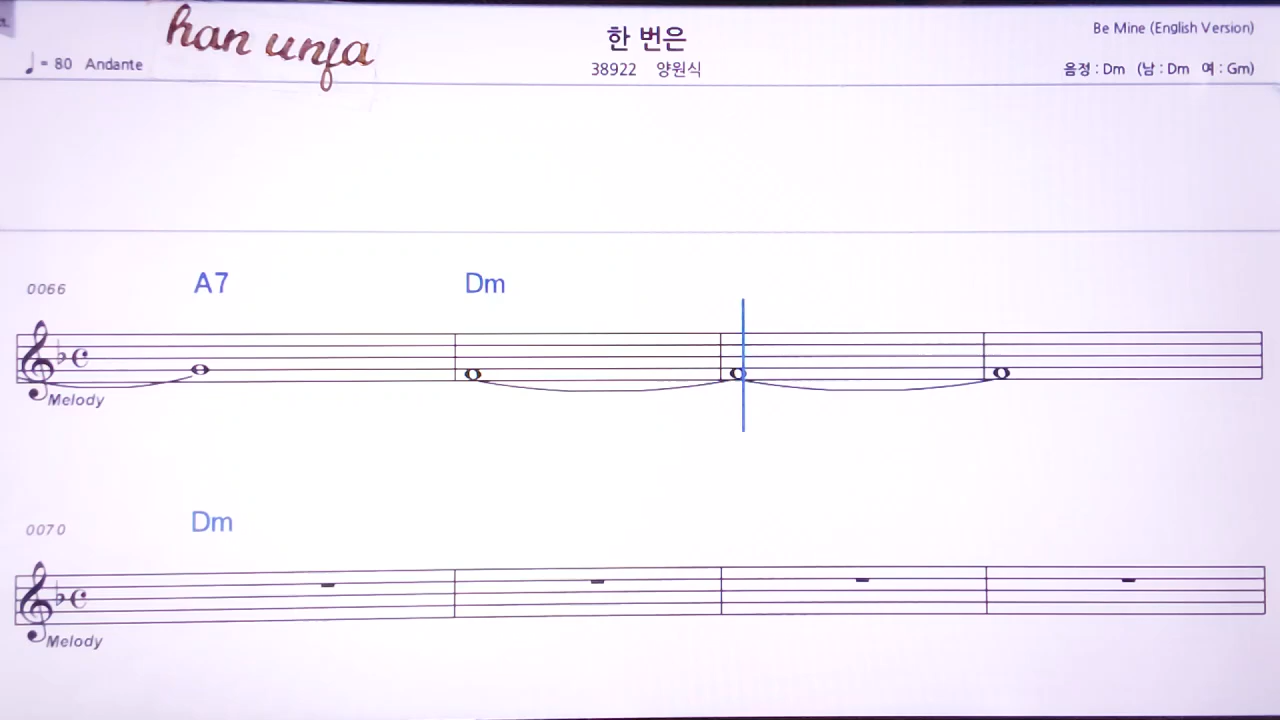 han unfa
한 번은
Be Mine (English Version)
♩ = 80 Andante
38922 양원식
음정 : Dm (남 : Dm 여 : Gm)
A7 Dm
0066
Melody
Dm
0070
Melody